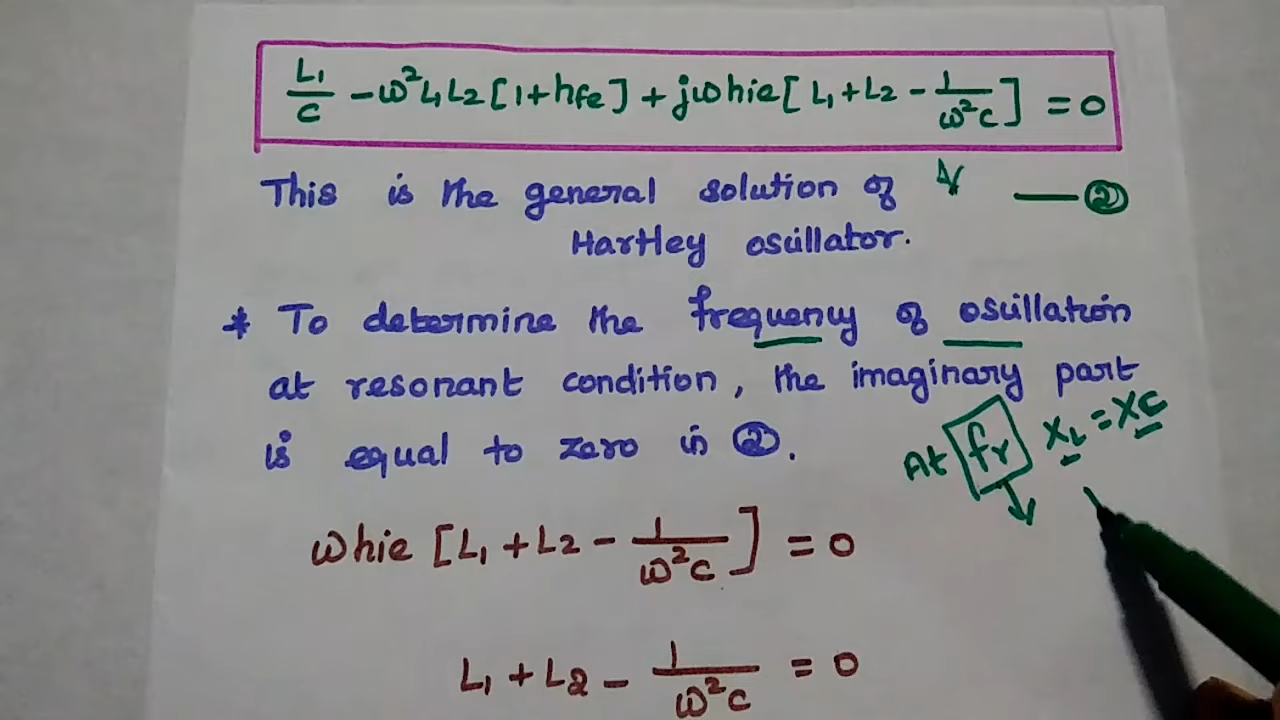 L1/C - ω²L1L2 [1+hfe] + jωhie [L1+L2 - 1/ω²C] = 0
This is the general solution of — ②
Hartley oscillator.
* To determine the frequency of oscillation
at resonant condition, the imaginary part
is equal to zero in ②.
At fr XL = XC
ωhie [L1 + L2 - 1/ω²C] = 0
L1 + L2 - 1/ω²C = 0